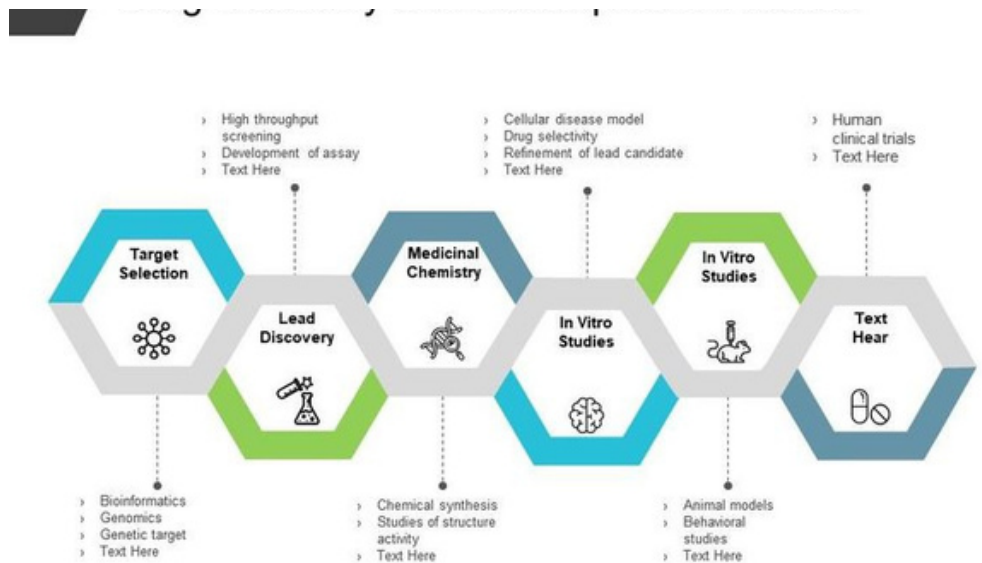 › High throughput
screening
› Development of assay
› Text Here
› Cellular disease model
› Drug selectivity
› Refinement of lead candidate
› Text Here
› Human
clinical trials
› Text Here
Target
Selection
Lead
Discovery
Medicinal
Chemistry
In Vitro
Studies
In Vitro
Studies
Text
Hear
› Bioinformatics
› Genomics
› Genetic target
› Text Here
› Chemical synthesis
› Studies of structure
activity
› Text Here
› Animal models
› Behavioral
studies
› Text Here